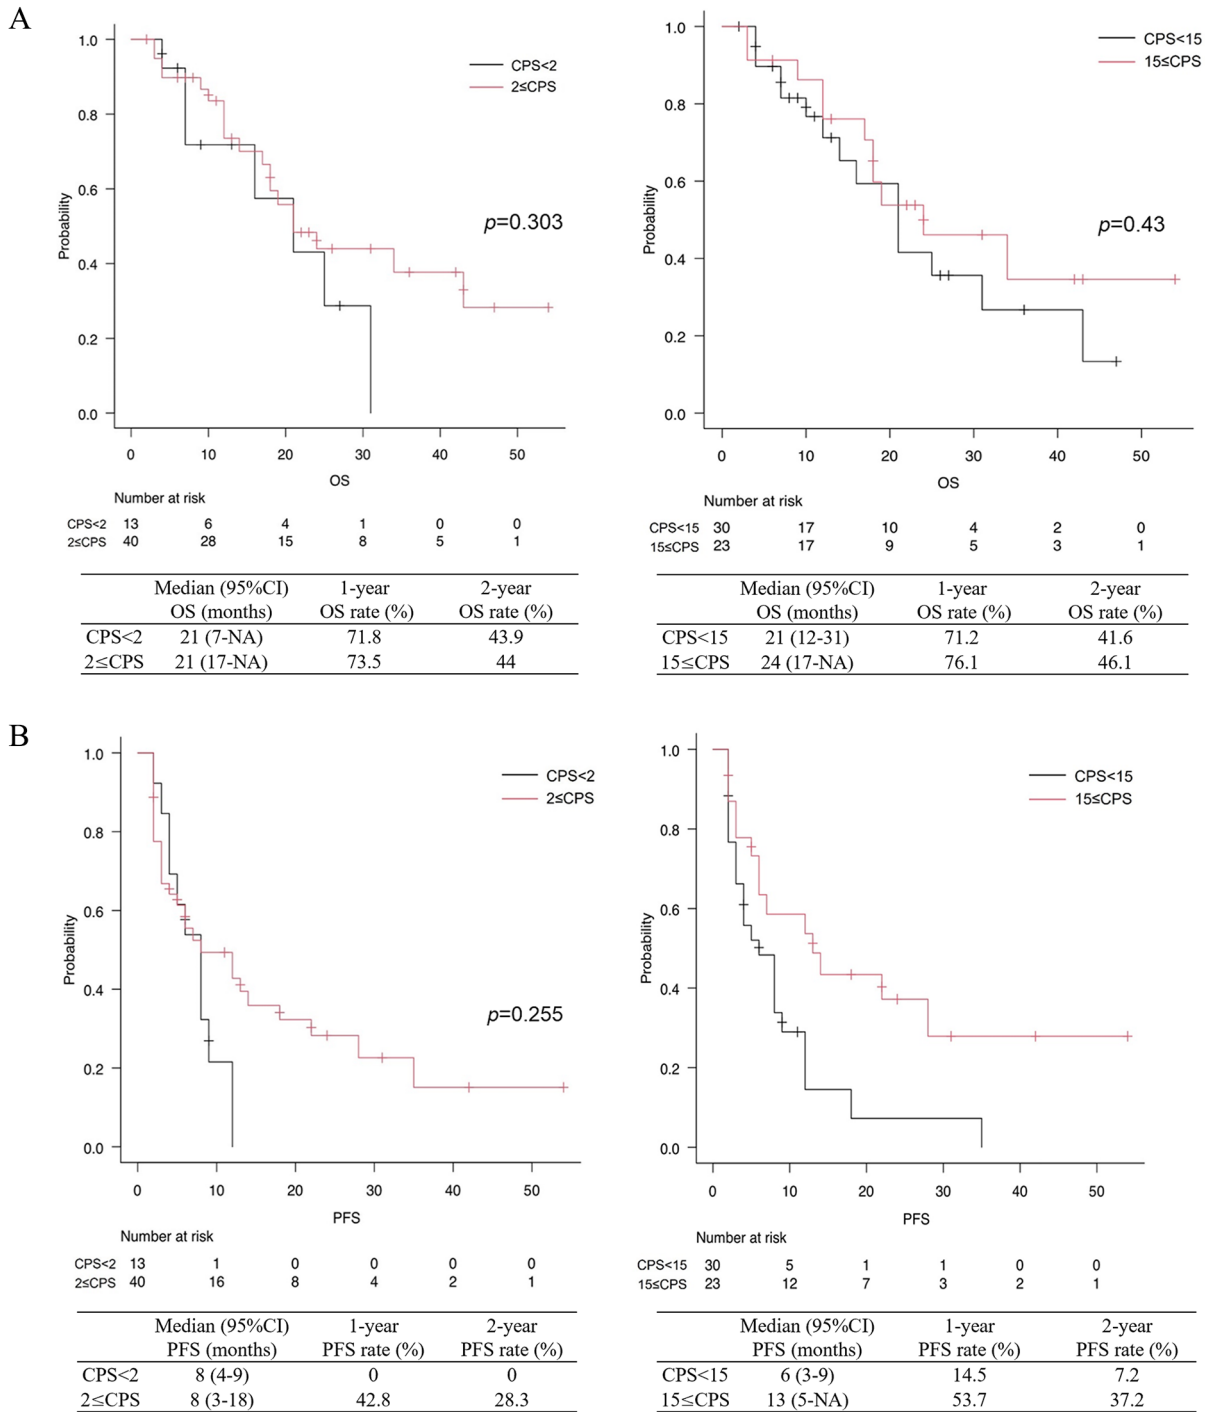 A
1.0
0.8
0.6
0.4
0.2
0.0
Probability
CPS<2
2≤CPS
p=0.303
0 10 20 30 40 50
OS
Number at risk
CPS<2 13 6 4 1 0 0
2≤CPS 40 28 15 8 5 1
Median (95%CI) 1-year 2-year
OS (months) OS rate (%) OS rate (%)
CPS<2 21 (7-NA) 71.8 43.9
2≤CPS 21 (17-NA) 73.5 44
1.0
0.8
0.6
0.4
0.2
0.0
Probability
CPS<15
15≤CPS
p=0.43
0 10 20 30 40 50
OS
Number at risk
CPS<15 30 17 10 4 2 0
15≤CPS 23 17 9 5 3 1
Median (95%CI) 1-year 2-year
OS (months) OS rate (%) OS rate (%)
CPS<15 21 (12-31) 71.2 41.6
15≤CPS 24 (17-NA) 76.1 46.1
B
1.0
0.8
0.6
0.4
0.2
0.0
Probability
CPS<2
2≤CPS
p=0.255
0 10 20 30 40 50
PFS
Number at risk
CPS<2 13 1 0 0 0 0
2≤CPS 40 16 8 4 2 1
Median (95%CI) 1-year 2-year
PFS (months) PFS rate (%) PFS rate (%)
CPS<2 8 (4-9) 0 0
2≤CPS 8 (3-18) 42.8 28.3
1.0
0.8
0.6
0.4
0.2
0.0
Probability
CPS<15
15≤CPS
0 10 20 30 40 50
PFS
Number at risk
CPS<15 30 5 1 1 0 0
15≤CPS 23 12 7 3 2 1
Median (95%CI) 1-year 2-year
PFS (months) PFS rate (%) PFS rate (%)
CPS<15 6 (3-9) 14.5 7.2
15≤CPS 13 (5-NA) 53.7 37.2